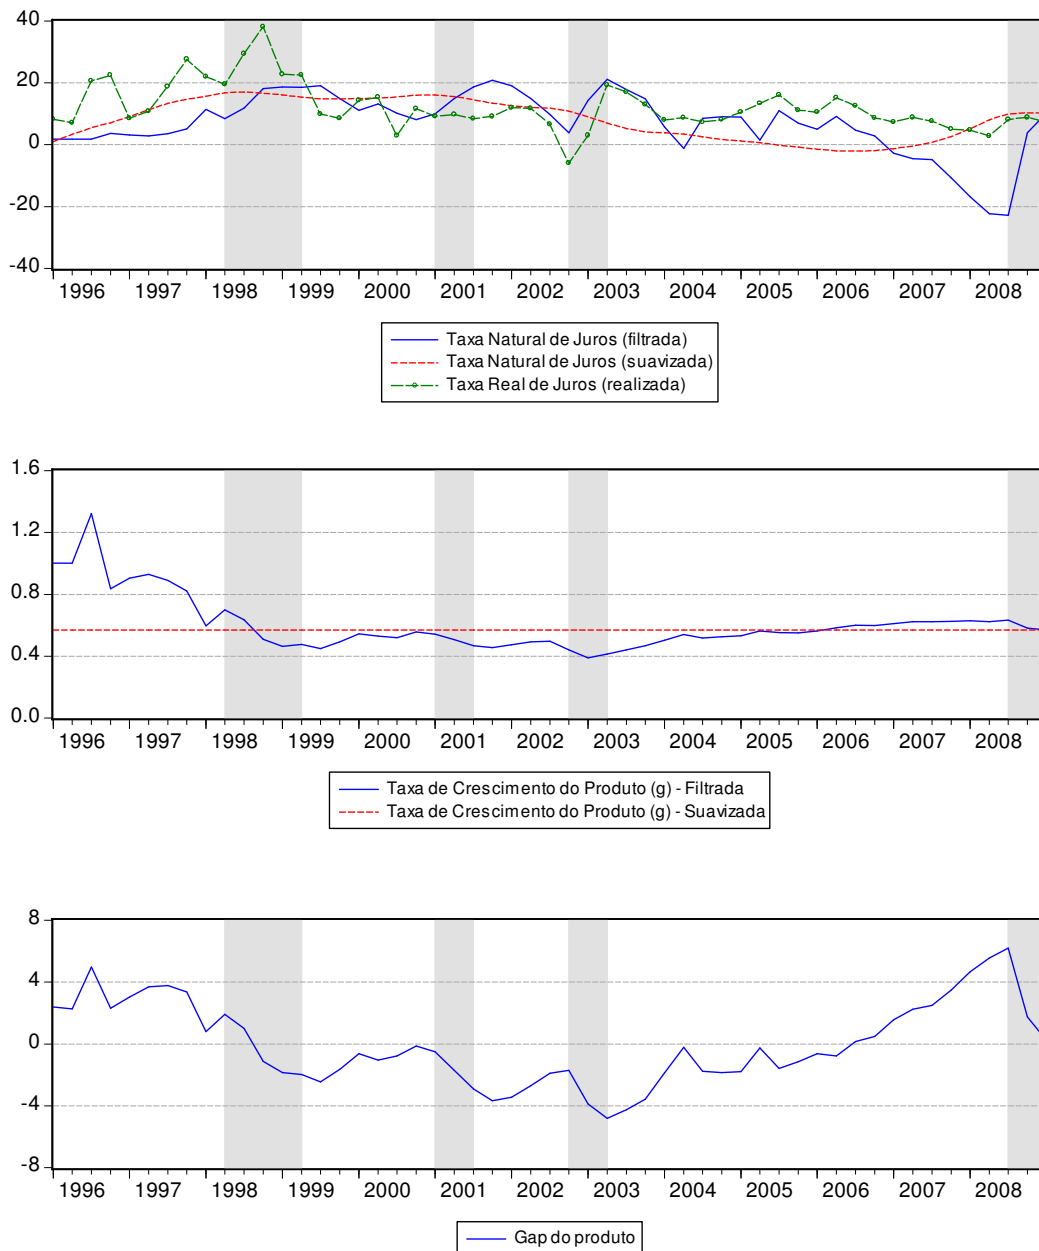 40
20
0
-20
-40
1996 1997 1998 1999 2000 2001 2002 2003 2004 2005 2006 2007 2008
Taxa Natural de Juros (filtrada)
Taxa Natural de Juros (suavizada)
Taxa Real de Juros (realizada)
1.6
1.2
0.8
0.4
0.0
1996 1997 1998 1999 2000 2001 2002 2003 2004 2005 2006 2007 2008
Taxa de Crescimento do Produto (g) - Filtrada
Taxa de Crescimento do Produto (g) - Suavizada
8
4
0
-4
-8
1996 1997 1998 1999 2000 2001 2002 2003 2004 2005 2006 2007 2008
Gap do produto